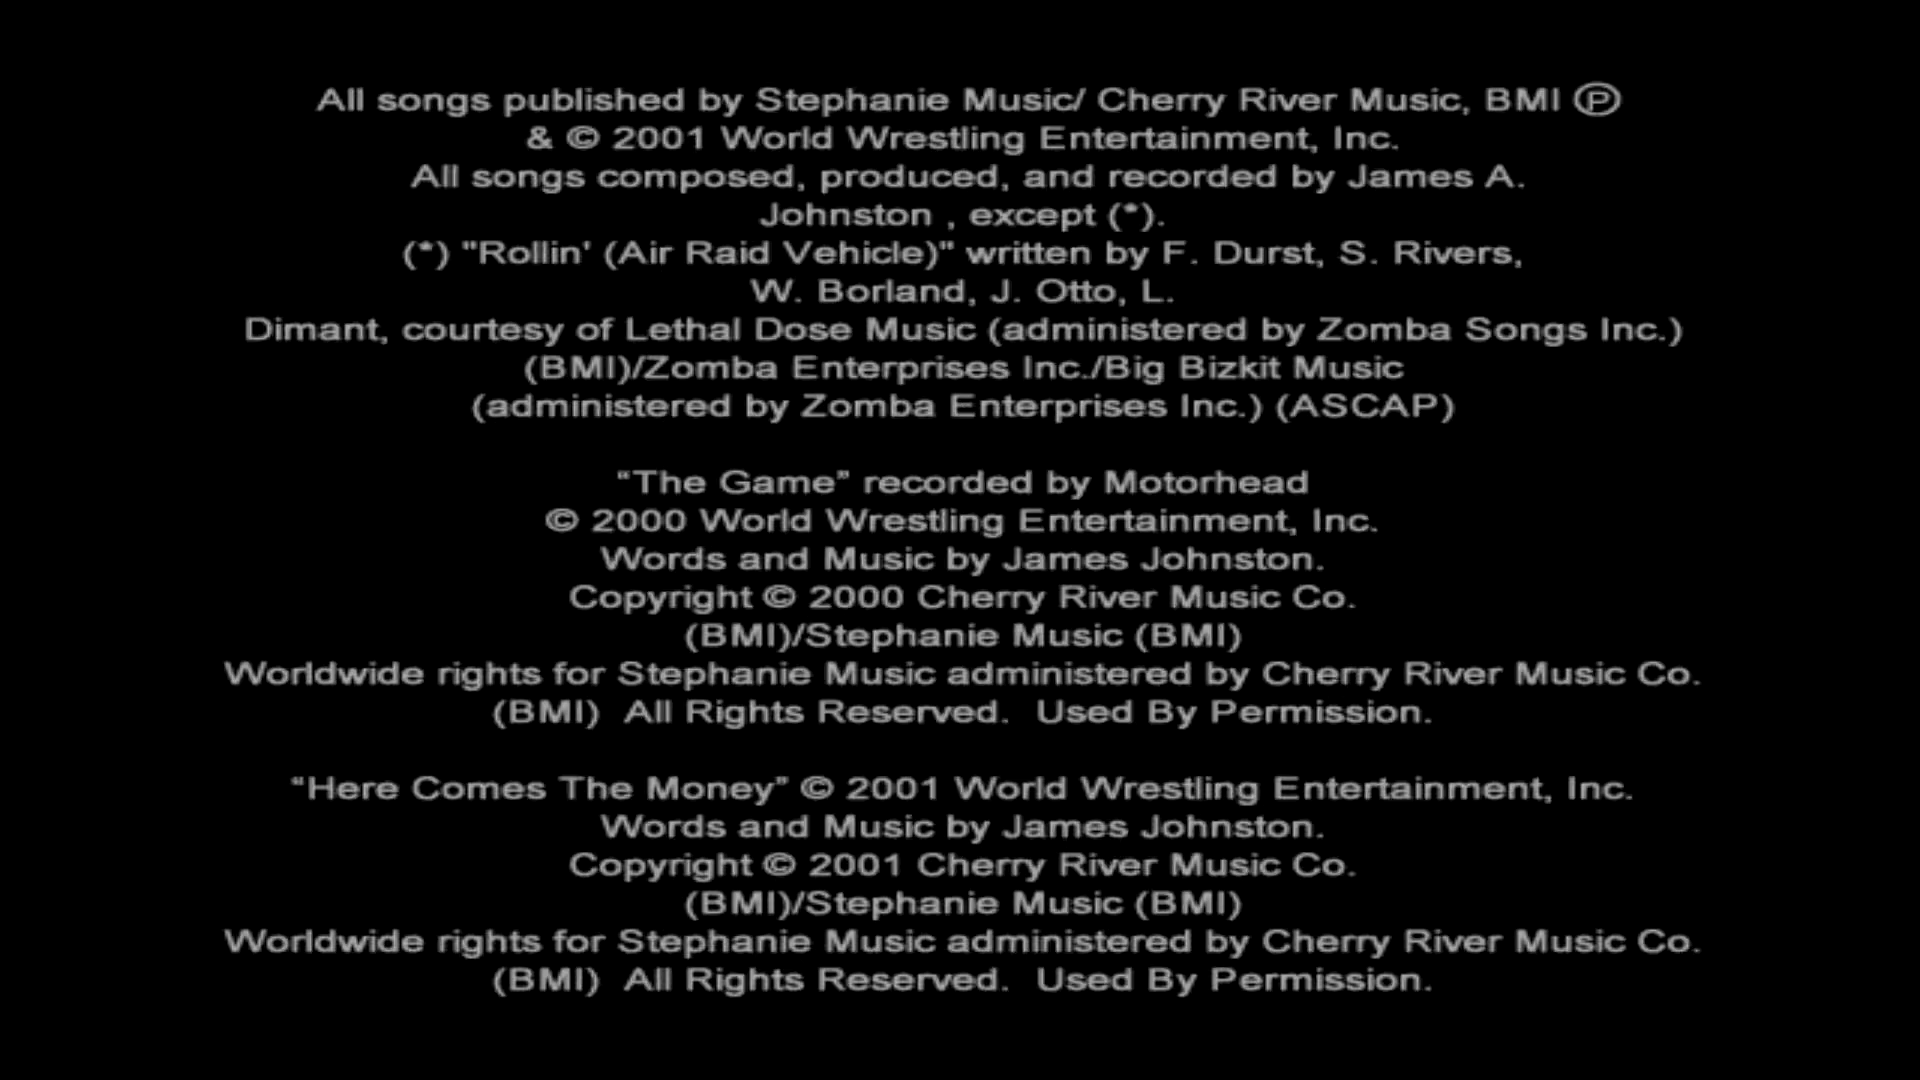 All songs published by Stephanie Music/ Cherry River Music, BMI Ⓟ
& © 2001 World Wrestling Entertainment, Inc.
All songs composed, produced, and recorded by James A.
Johnston , except (*).
(*) "Rollin' (Air Raid Vehicle)" written by F. Durst, S. Rivers,
W. Borland, J. Otto, L.
Dimant, courtesy of Lethal Dose Music (administered by Zomba Songs Inc.)
(BMI)/Zomba Enterprises Inc./Big Bizkit Music
(administered by Zomba Enterprises Inc.) (ASCAP)
“The Game” recorded by Motorhead
© 2000 World Wrestling Entertainment, Inc.
Words and Music by James Johnston.
Copyright © 2000 Cherry River Music Co.
(BMI)/Stephanie Music (BMI)
Worldwide rights for Stephanie Music administered by Cherry River Music Co.
(BMI)  All Rights Reserved.  Used By Permission.
“Here Comes The Money” © 2001 World Wrestling Entertainment, Inc.
Words and Music by James Johnston.
Copyright © 2001 Cherry River Music Co.
(BMI)/Stephanie Music (BMI)
Worldwide rights for Stephanie Music administered by Cherry River Music Co.
(BMI)  All Rights Reserved.  Used By Permission.